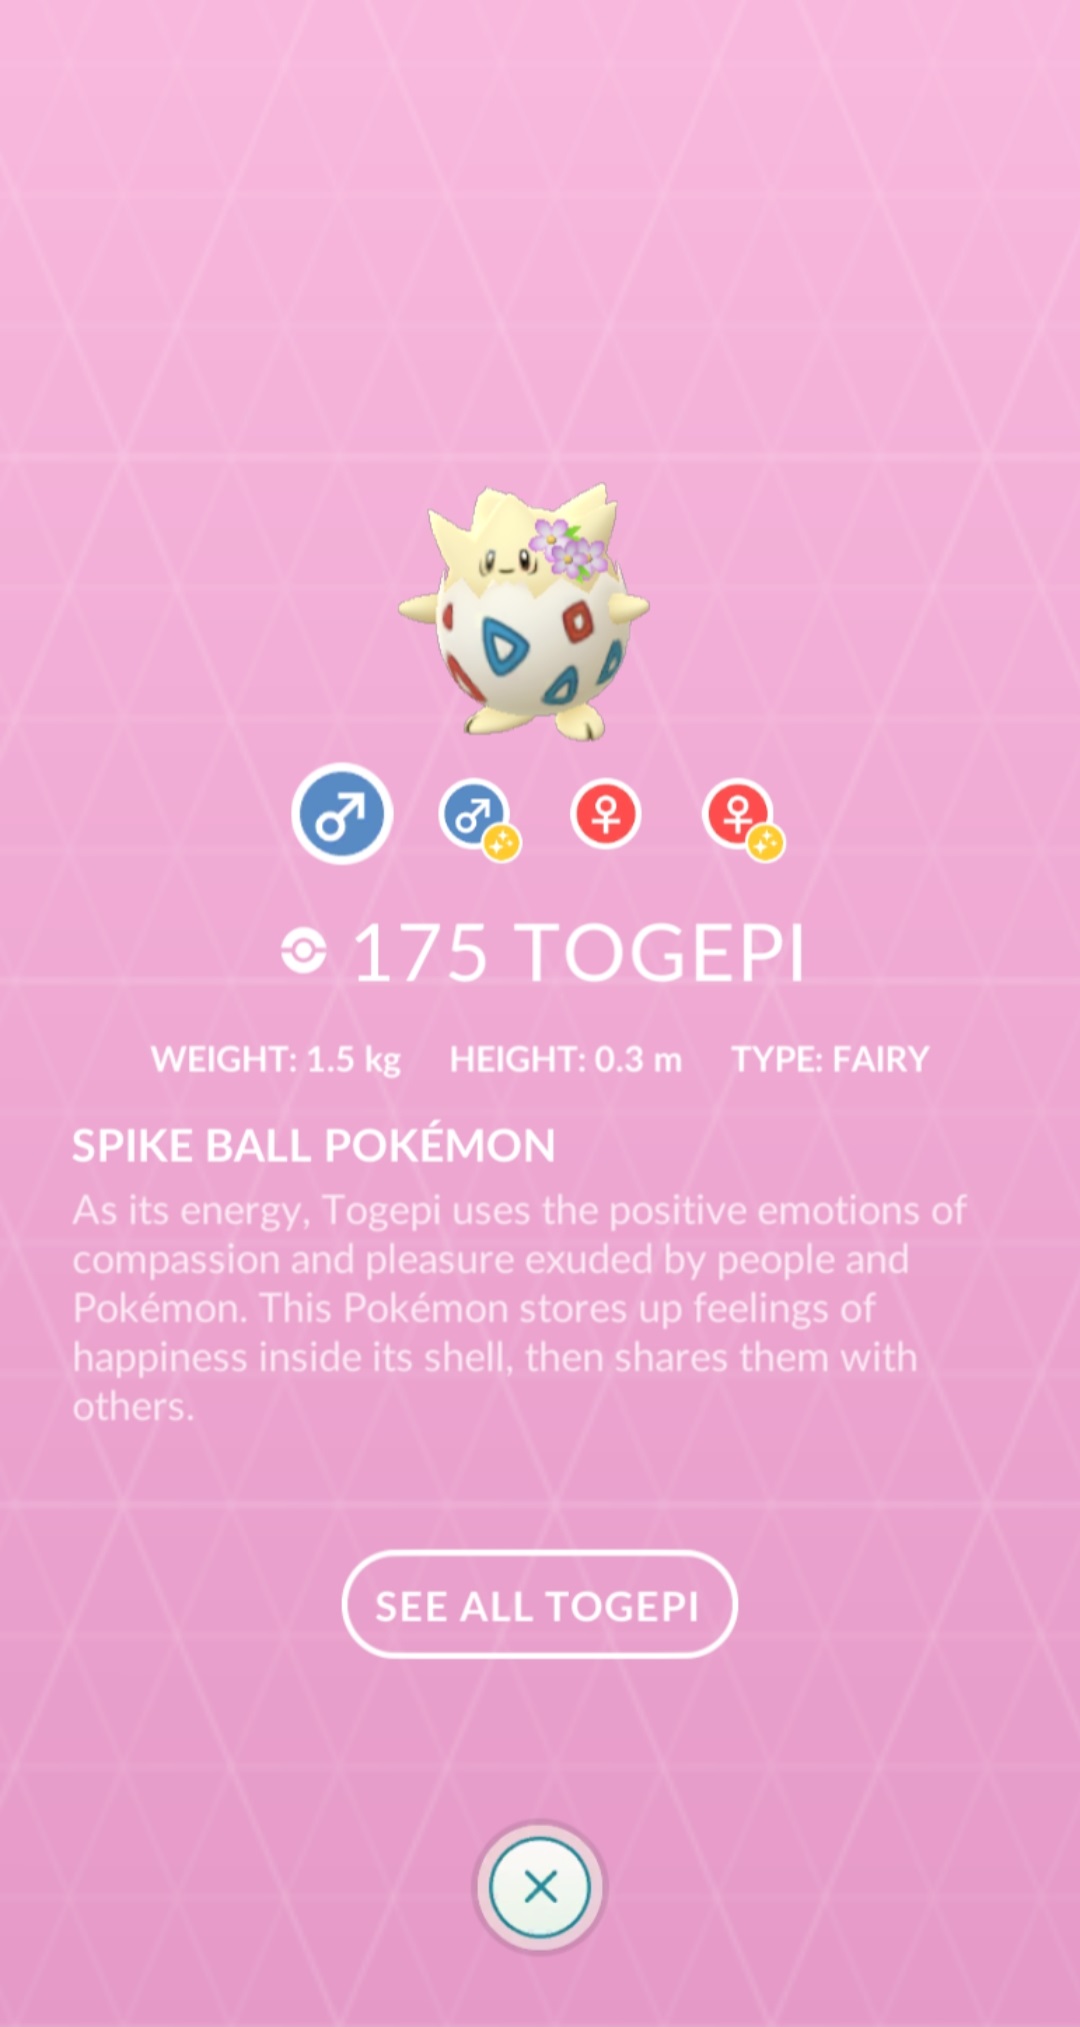 175 TOGEPI
WEIGHT: 1.5 kg HEIGHT: 0.3 m TYPE: FAIRY
SPIKE BALL POKÉMON
As its energy, Togepi uses the positive emotions of
compassion and pleasure exuded by people and
Pokémon. This Pokémon stores up feelings of
happiness inside its shell, then shares them with
others.
SEE ALL TOGEPI